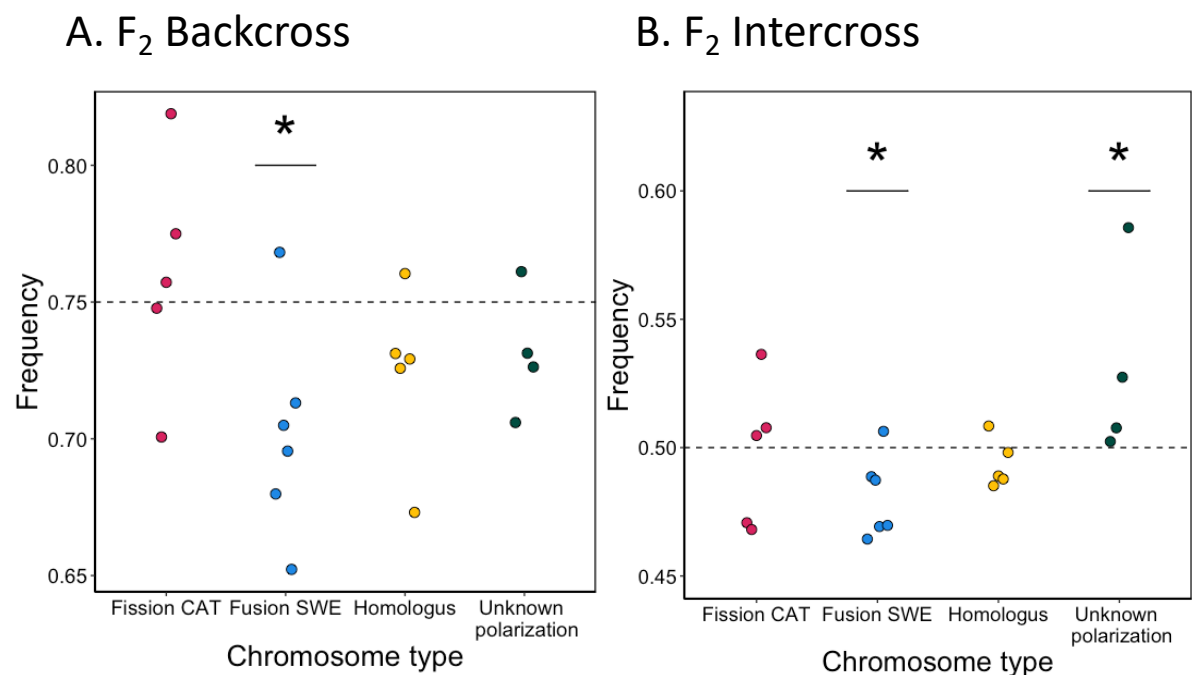 A. F₂ Backcross
*
0.80
0.75
0.70
0.65
Frequency
Fission CAT Fusion SWE Homologus Unknown
polarization
Chromosome type
B. F₂ Intercross
* *
0.60
0.55
0.50
0.45
Frequency
Fission CAT Fusion SWE Homologus Unknown
polarization
Chromosome type